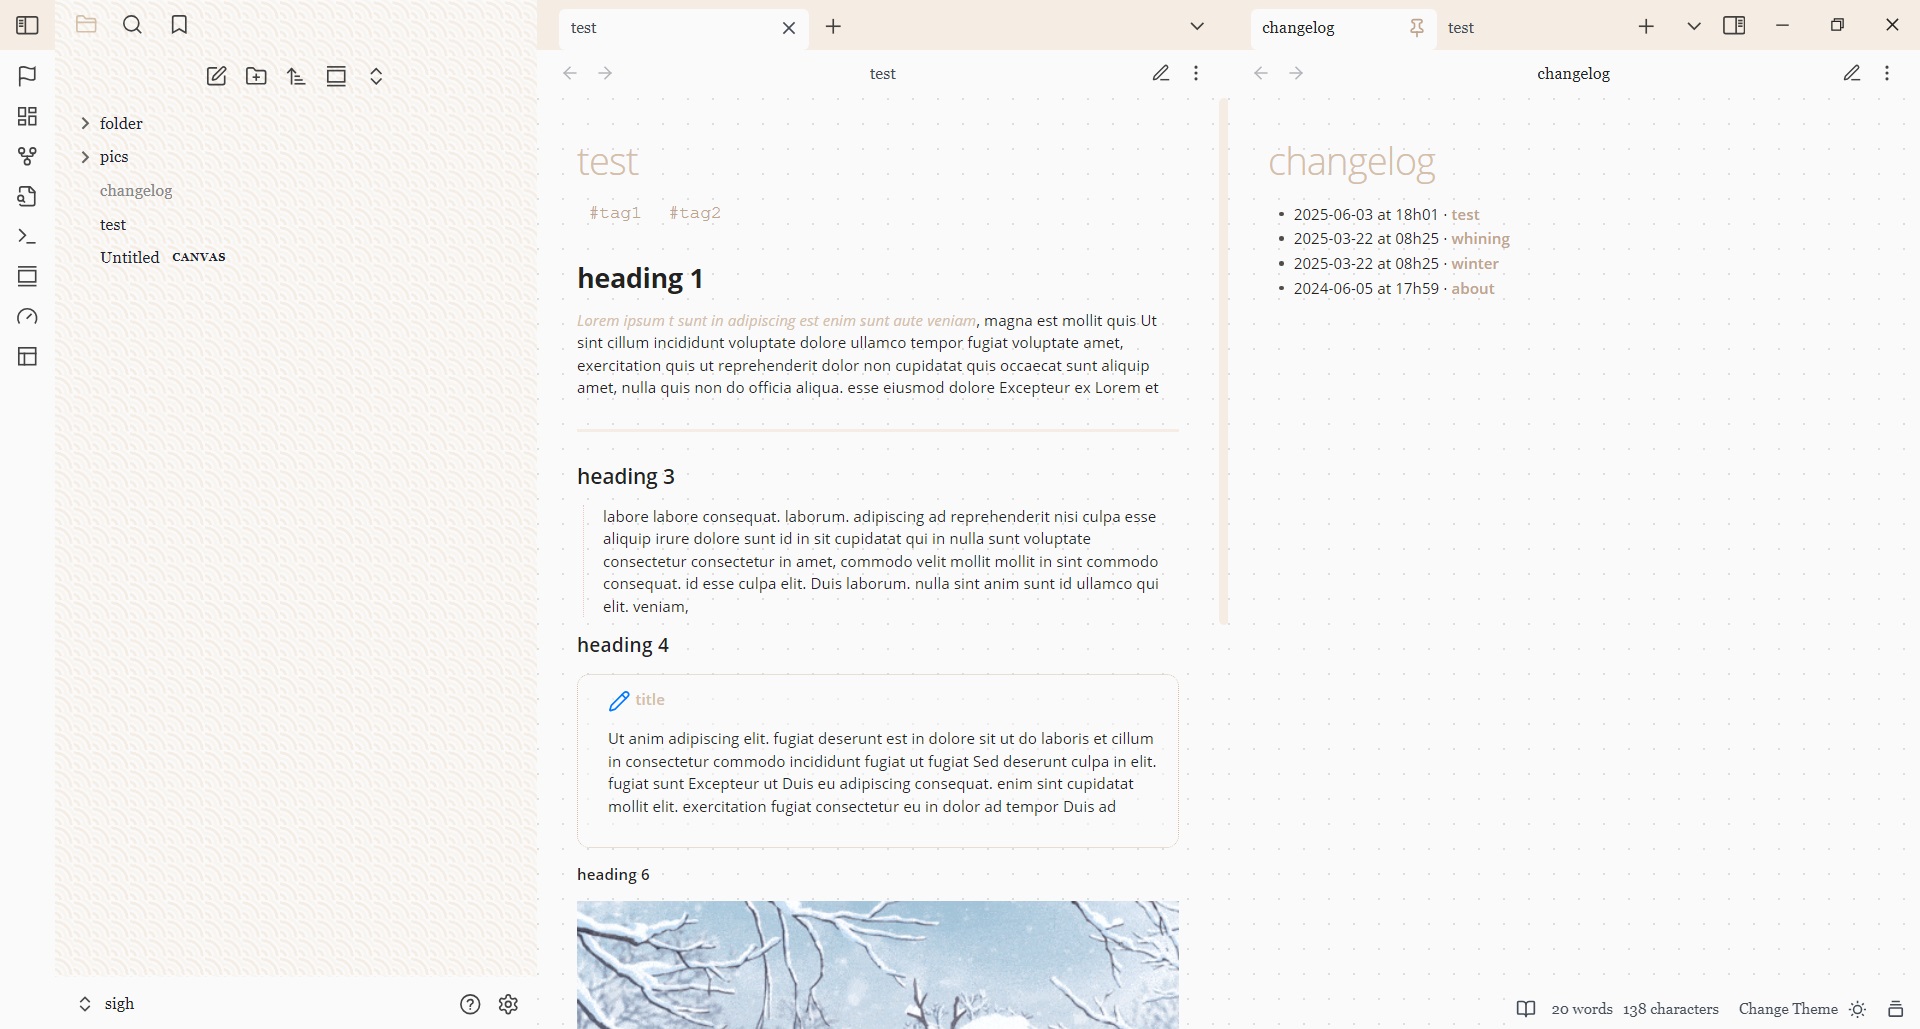 folder
pics
changelog
test
Untitled CANVAS
sigh
test
test
test
#tag1 #tag2
heading 1
Lorem ipsum t sunt in adipiscing est enim sunt aute veniam, magna est mollit quis Ut
sint cillum incididunt voluptate dolore ullamco tempor fugiat voluptate amet,
exercitation quis ut reprehenderit dolor non cupidatat quis occaecat sunt aliquip
amet, nulla quis non do officia aliqua. esse eiusmod dolore Excepteur ex Lorem et
heading 3
labore labore consequat. laborum. adipiscing ad reprehenderit nisi culpa esse
aliquip irure dolore sunt id in sit cupidatat qui in nulla sunt voluptate
consectetur consectetur in amet, commodo velit mollit mollit in sint commodo
consequat. id esse culpa elit. Duis laborum. nulla sint anim sunt id ullamco qui
elit. veniam,
heading 4
title
Ut anim adipiscing elit. fugiat deserunt est in dolore sit ut do laboris et cillum
in consectetur commodo incididunt fugiat ut fugiat Sed deserunt culpa in elit.
fugiat sunt Excepteur ut Duis eu adipiscing consequat. enim sint cupidatat
mollit elit. exercitation fugiat consectetur eu in dolor ad tempor Duis ad
heading 6
changelog test
changelog
changelog
2025-06-03 at 18h01 · test
2025-03-22 at 08h25 · whining
2025-03-22 at 08h25 · winter
2024-06-05 at 17h59 · about
20 words 138 characters Change Theme